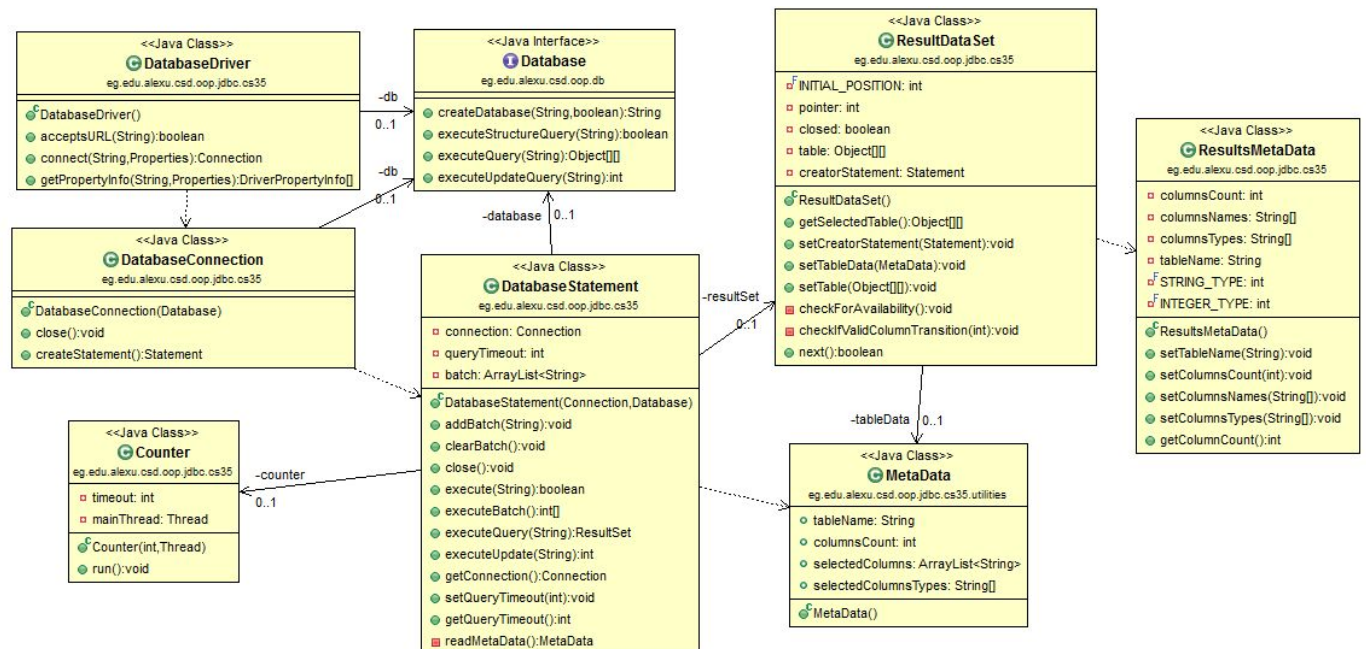 <<Java Class>>
DatabaseDriver
eg.edu.alexu.csd.oop.jdbc.cs35
DatabaseDriver()
acceptsURL(String):boolean
connect(String,Properties):Connection
getPropertyInfo(String,Properties):DriverPropertyInfo[]
-db
0..1
<<Java Interface>>
Database
eg.edu.alexu.csd.oop.db
createDatabase(String,boolean):String
executeStructureQuery(String):boolean
executeQuery(String):Object[][]
executeUpdateQuery(String):int
-db
0..1
-database
0..1
<<Java Class>>
DatabaseConnection
eg.edu.alexu.csd.oop.jdbc.cs35
DatabaseConnection(Database)
close():void
createStatement():Statement
<<Java Class>>
DatabaseStatement
eg.edu.alexu.csd.oop.jdbc.cs35
connection: Connection
queryTimeout: int
batch: ArrayList<String>
DatabaseStatement(Connection,Database)
addBatch(String):void
clearBatch():void
close():void
execute(String):boolean
executeBatch():int[]
executeQuery(String):ResultSet
executeUpdate(String):int
getConnection():Connection
setQueryTimeout(int):void
getQueryTimeout():int
readMetaData():MetaData
-counter
0..1
<<Java Class>>
Counter
eg.edu.alexu.csd.oop.jdbc.cs35
timeout: int
mainThread: Thread
Counter(int,Thread)
run():void
-resultSet
0..1
<<Java Class>>
ResultDataSet
eg.edu.alexu.csd.oop.jdbc.cs35
F INITIAL_POSITION: int
pointer: int
closed: boolean
table: Object[][]
creatorStatement: Statement
ResultDataSet()
getSelectedTable():Object[][]
setCreatorStatement(Statement):void
setTableData(MetaData):void
setTable(Object[][]):void
checkForAvailability():void
checkIfValidColumnTransition(int):void
next():boolean
-tableData
0..1
<<Java Class>>
MetaData
eg.edu.alexu.csd.oop.jdbc.cs35.utilities
tableName: String
columnsCount: int
selectedColumns: ArrayList<String>
selectedColumnsTypes: String[]
MetaData()
<<Java Class>>
ResultsMetaData
eg.edu.alexu.csd.oop.jdbc.cs35
columnsCount: int
columnsNames: String[]
columnsTypes: String[]
tableName: String
F STRING_TYPE: int
F INTEGER_TYPE: int
ResultsMetaData()
setTableName(String):void
setColumnsCount(int):void
setColumnsNames(String[]):void
setColumnsTypes(String[]):void
getColumnCount():int